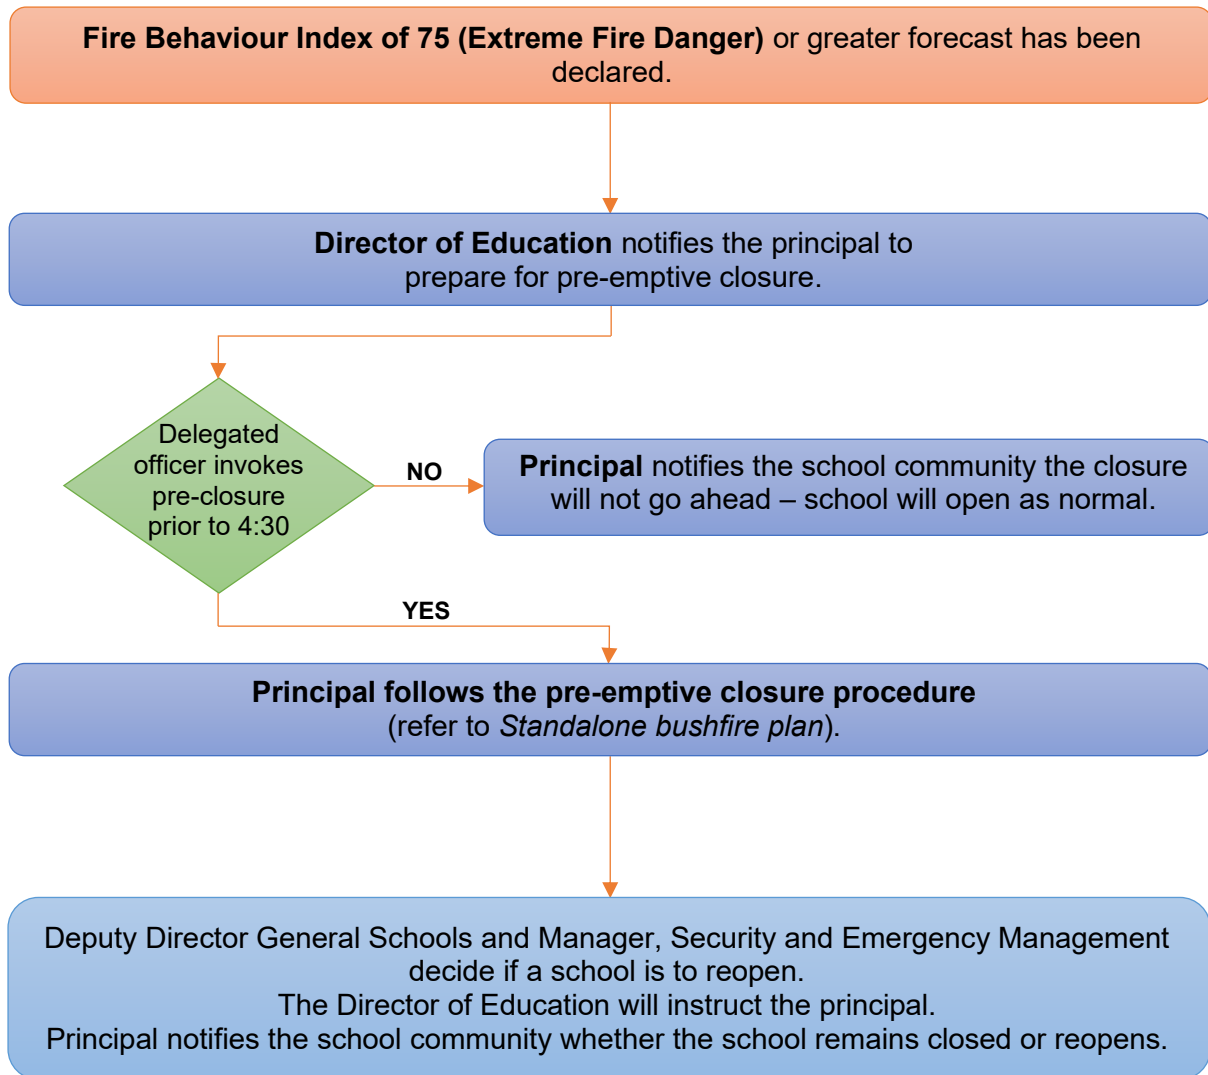 Fire Behaviour Index of 75 (Extreme Fire Danger) or greater forecast has been
declared.
Director of Education notifies the principal to
prepare for pre-emptive closure.
Delegated
officer invokes
pre-closure
prior to 4:30
NO
Principal notifies the school community the closure
will not go ahead – school will open as normal.
YES
Principal follows the pre-emptive closure procedure
(refer to Standalone bushfire plan).
Deputy Director General Schools and Manager, Security and Emergency Management
decide if a school is to reopen.
The Director of Education will instruct the principal.
Principal notifies the school community whether the school remains closed or reopens.